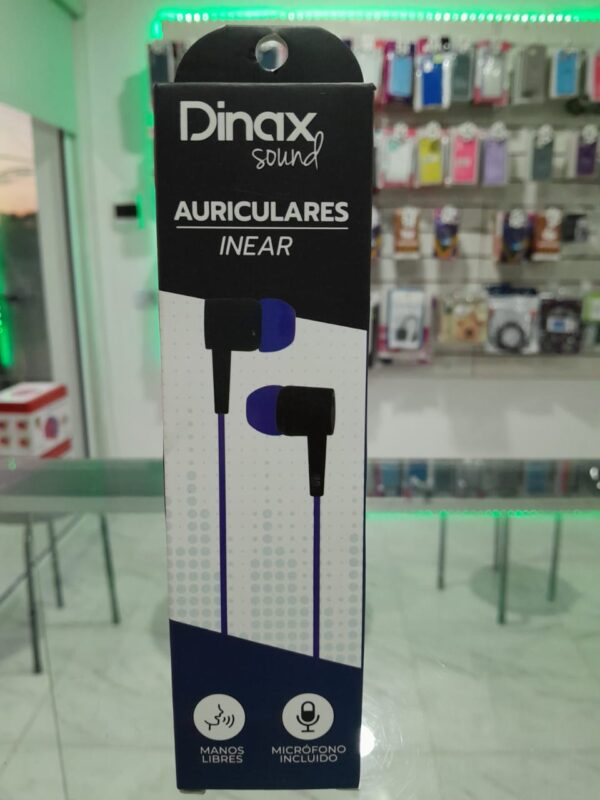 Dinax
sound
AURICULARES
INEAR
MANOS
LIBRES
MICRÓFONO
INCLUIDO